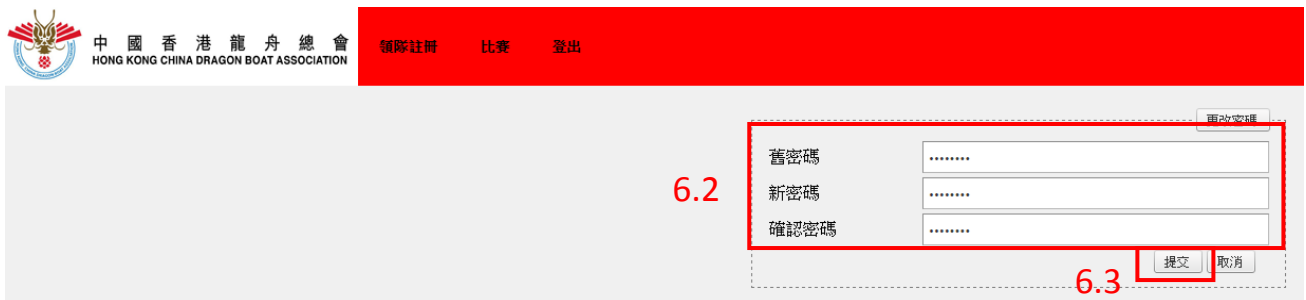 中國香港龍舟總會
HONG KONG CHINA DRAGON BOAT ASSOCIATION
領隊註冊 比賽 登出
更改密碼
6.2
舊密碼 ........
新密碼 ........
確認密碼 ........
提交 取消
6.3